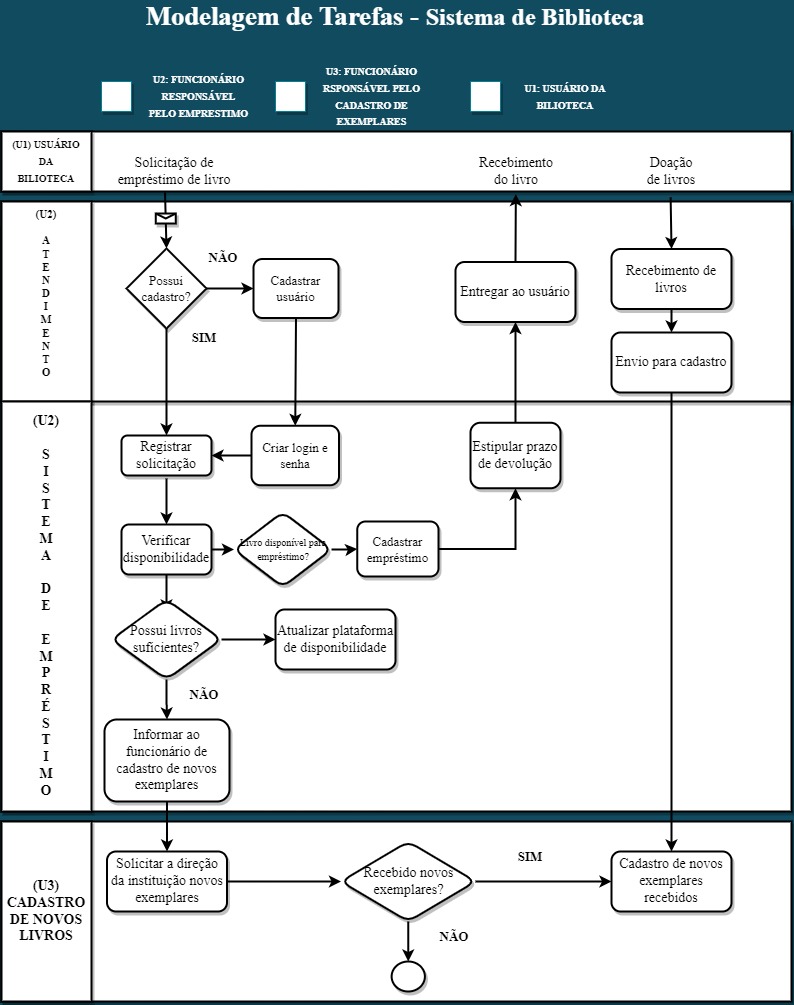 Modelagem de Tarefas - Sistema de Biblioteca
U2: FUNCIONÁRIO
RESPONSÁVEL
PELO EMPRESTIMO
U3: FUNCIONÁRIO
RSPONSÁVEL PELO
CADASTRO DE
EXEMPLARES
U1: USUÁRIO DA
BILIOTECA
(U1) USUÁRIO
DA
BILIOTECA
Solicitação de
empréstimo de livro
Recebimento
do livro
Doação
de livros
(U2)
A
T
E
N
D
I
M
E
N
T
O
Possui
cadastro?
NÃO
Cadastrar
usuário
SIM
Entregar ao usuário
Recebimento de
livros
Envio para cadastro
(U2)
S
I
S
T
E
M
A
D
E
E
M
P
R
É
S
T
I
M
O
Registrar
solicitação
Criar login e
senha
Estipular prazo
de devolução
Verificar
disponibilidade
Livro disponível para
empréstimo?
Cadastrar
empréstimo
Possui livros
suficientes?
Atualizar plataforma
de disponibilidade
NÃO
Informar ao
funcionário de
cadastro de novos
exemplares
(U3)
CADASTRO
DE NOVOS
LIVROS
Solicitar a direção
da instituição novos
exemplares
Recebido novos
exemplares?
SIM
Cadastro de novos
exemplares
recebidos
NÃO